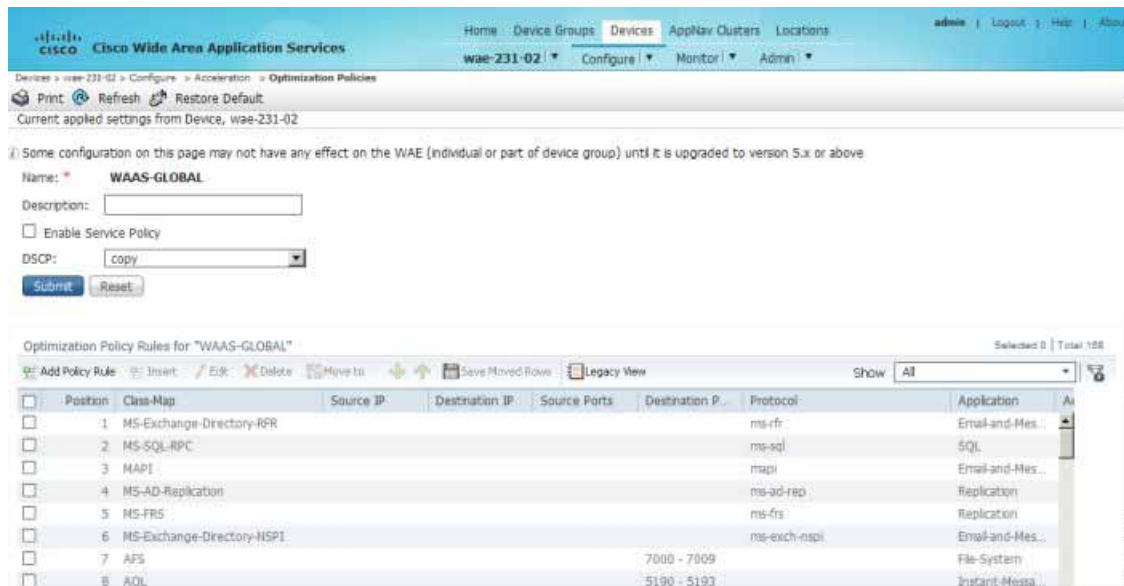 Home Device Groups Devices AppNav Clusters Locations
admin | Logout | Help | Abou
cisco Cisco Wide Area Application Services
wae-231-02 Configure Monitor Admin
Devices > wae-231-02 > Configure > Acceleration > Optimization Policies
Print Refresh Restore Default
Current applied settings from Device, wae-231-02
Some configuration on this page may not have any effect on the WAE (individual or part of device group) until it is upgraded to version 5.x or above
Name: * WAAS-GLOBAL
Description:
Enable Service Policy
DSCP: copy
Submit Reset
Optimization Policy Rules for "WAAS-GLOBAL"
Selected 0 | Total 168
Add Policy Rule Insert Edit Delete Move to Save Moved Rows Legacy View Show All
Position Class-Map Source IP Destination IP Source Ports Destination P... Protocol Application
1 MS-Exchange-Directory-RFR ms-rfr Email-and-Mes...
2 MS-SQL-RPC ms-sql SQL
3 MAPI mapi Email-and-Mes...
4 MS-AD-Replication ms-ad-rep Replication
5 MS-FRS ms-frs Replication
6 MS-Exchange-Directory-NSPI ms-exch-nspi Email-and-Mes...
7 AFS 7000 - 7009 File-System
8 AOL 5190 - 5193 Instant-Messa...